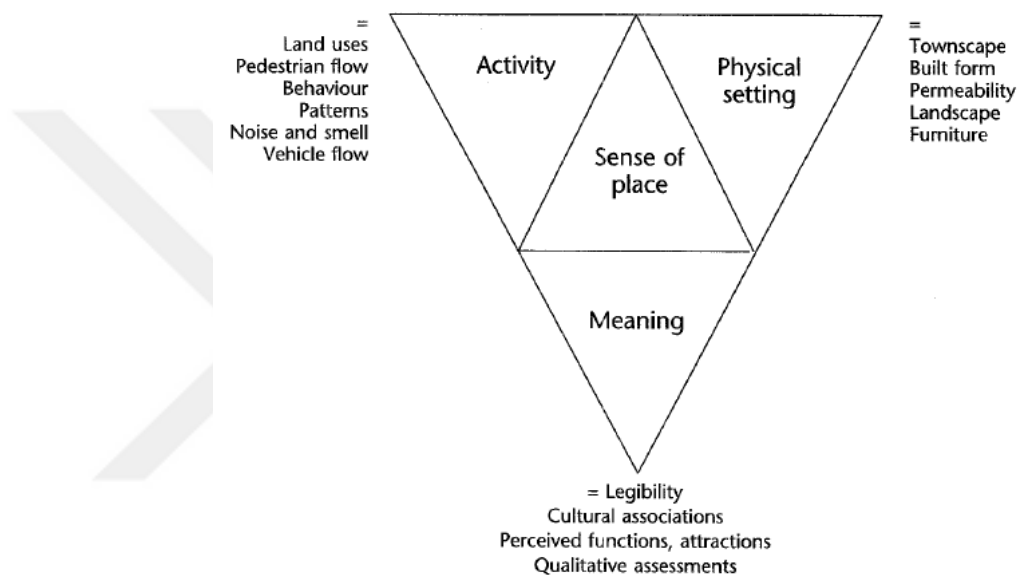 =
Land uses
Pedestrian flow
Behaviour
Patterns
Noise and smell
Vehicle flow
Activity
Physical
setting
=
Townscape
Built form
Permeability
Landscape
Furniture
Sense of
place
Meaning
= Legibility
Cultural associations
Perceived functions, attractions
Qualitative assessments